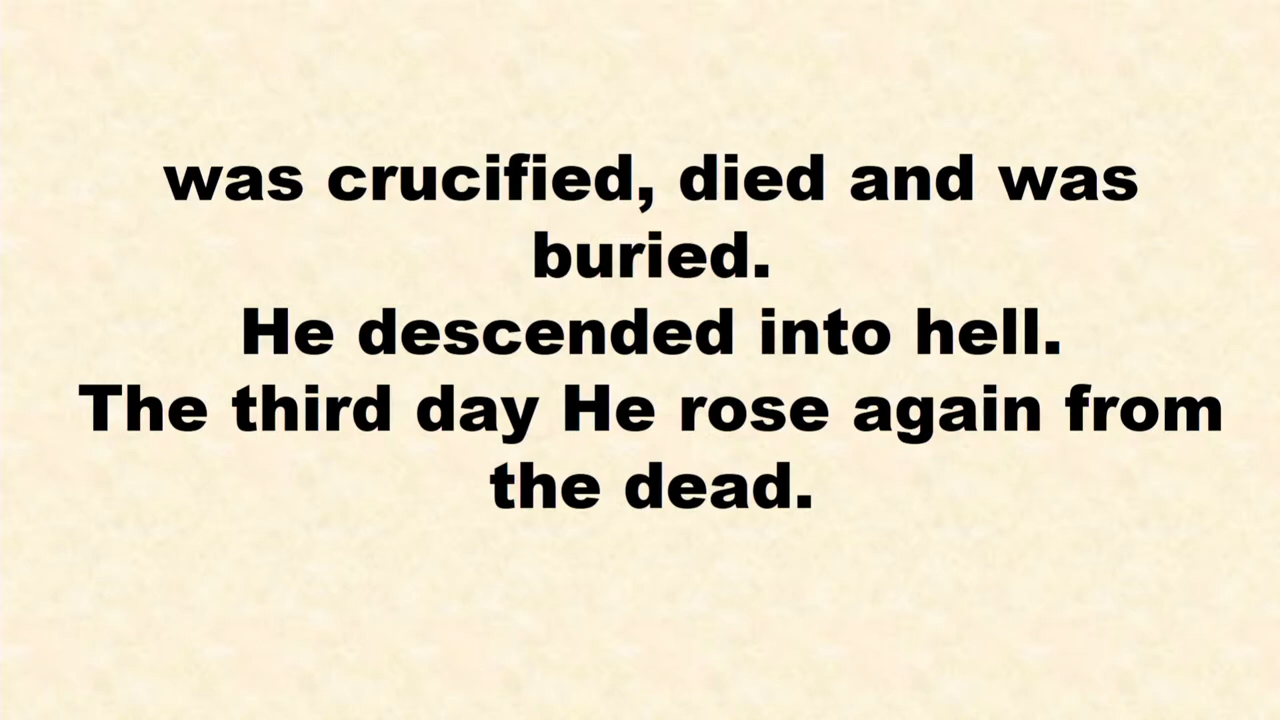 was crucified, died and was
buried.
He descended into hell.
The third day He rose again from
the dead.